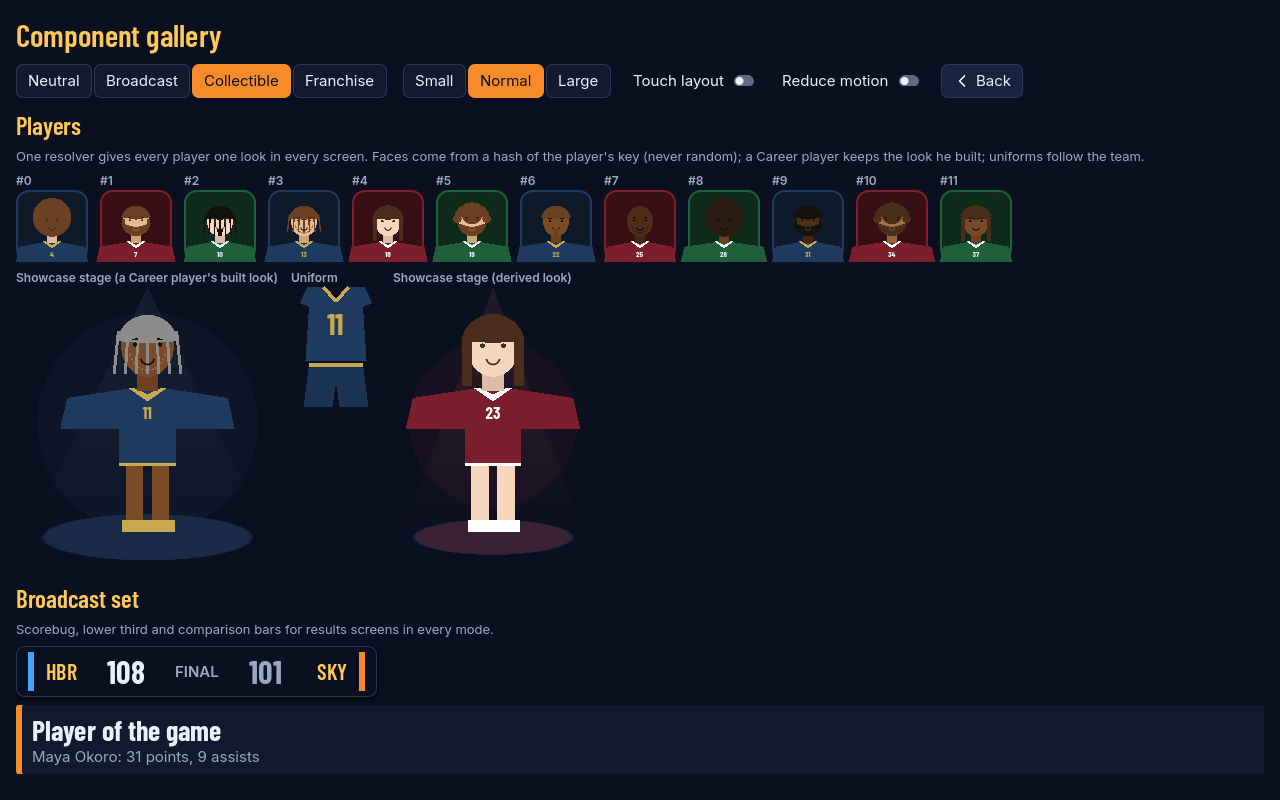 Component gallery
Neutral Broadcast Collectible Franchise Small Normal Large Touch layout Reduce motion Back
Players
One resolver gives every player one look in every screen. Faces come from a hash of the player's key (never random); a Career player keeps the look he built; uniforms follow the team.
#0 #1 #2 #3 #4 #5 #6 #7 #8 #9 #10 #11
4 7 10 13 16 19 22 25 28 31 34 37
Showcase stage (a Career player's built look) Uniform Showcase stage (derived look)
11
11
23
Broadcast set
Scorebug, lower third and comparison bars for results screens in every mode.
HBR 108 FINAL 101 SKY
Player of the game
Maya Okoro: 31 points, 9 assists